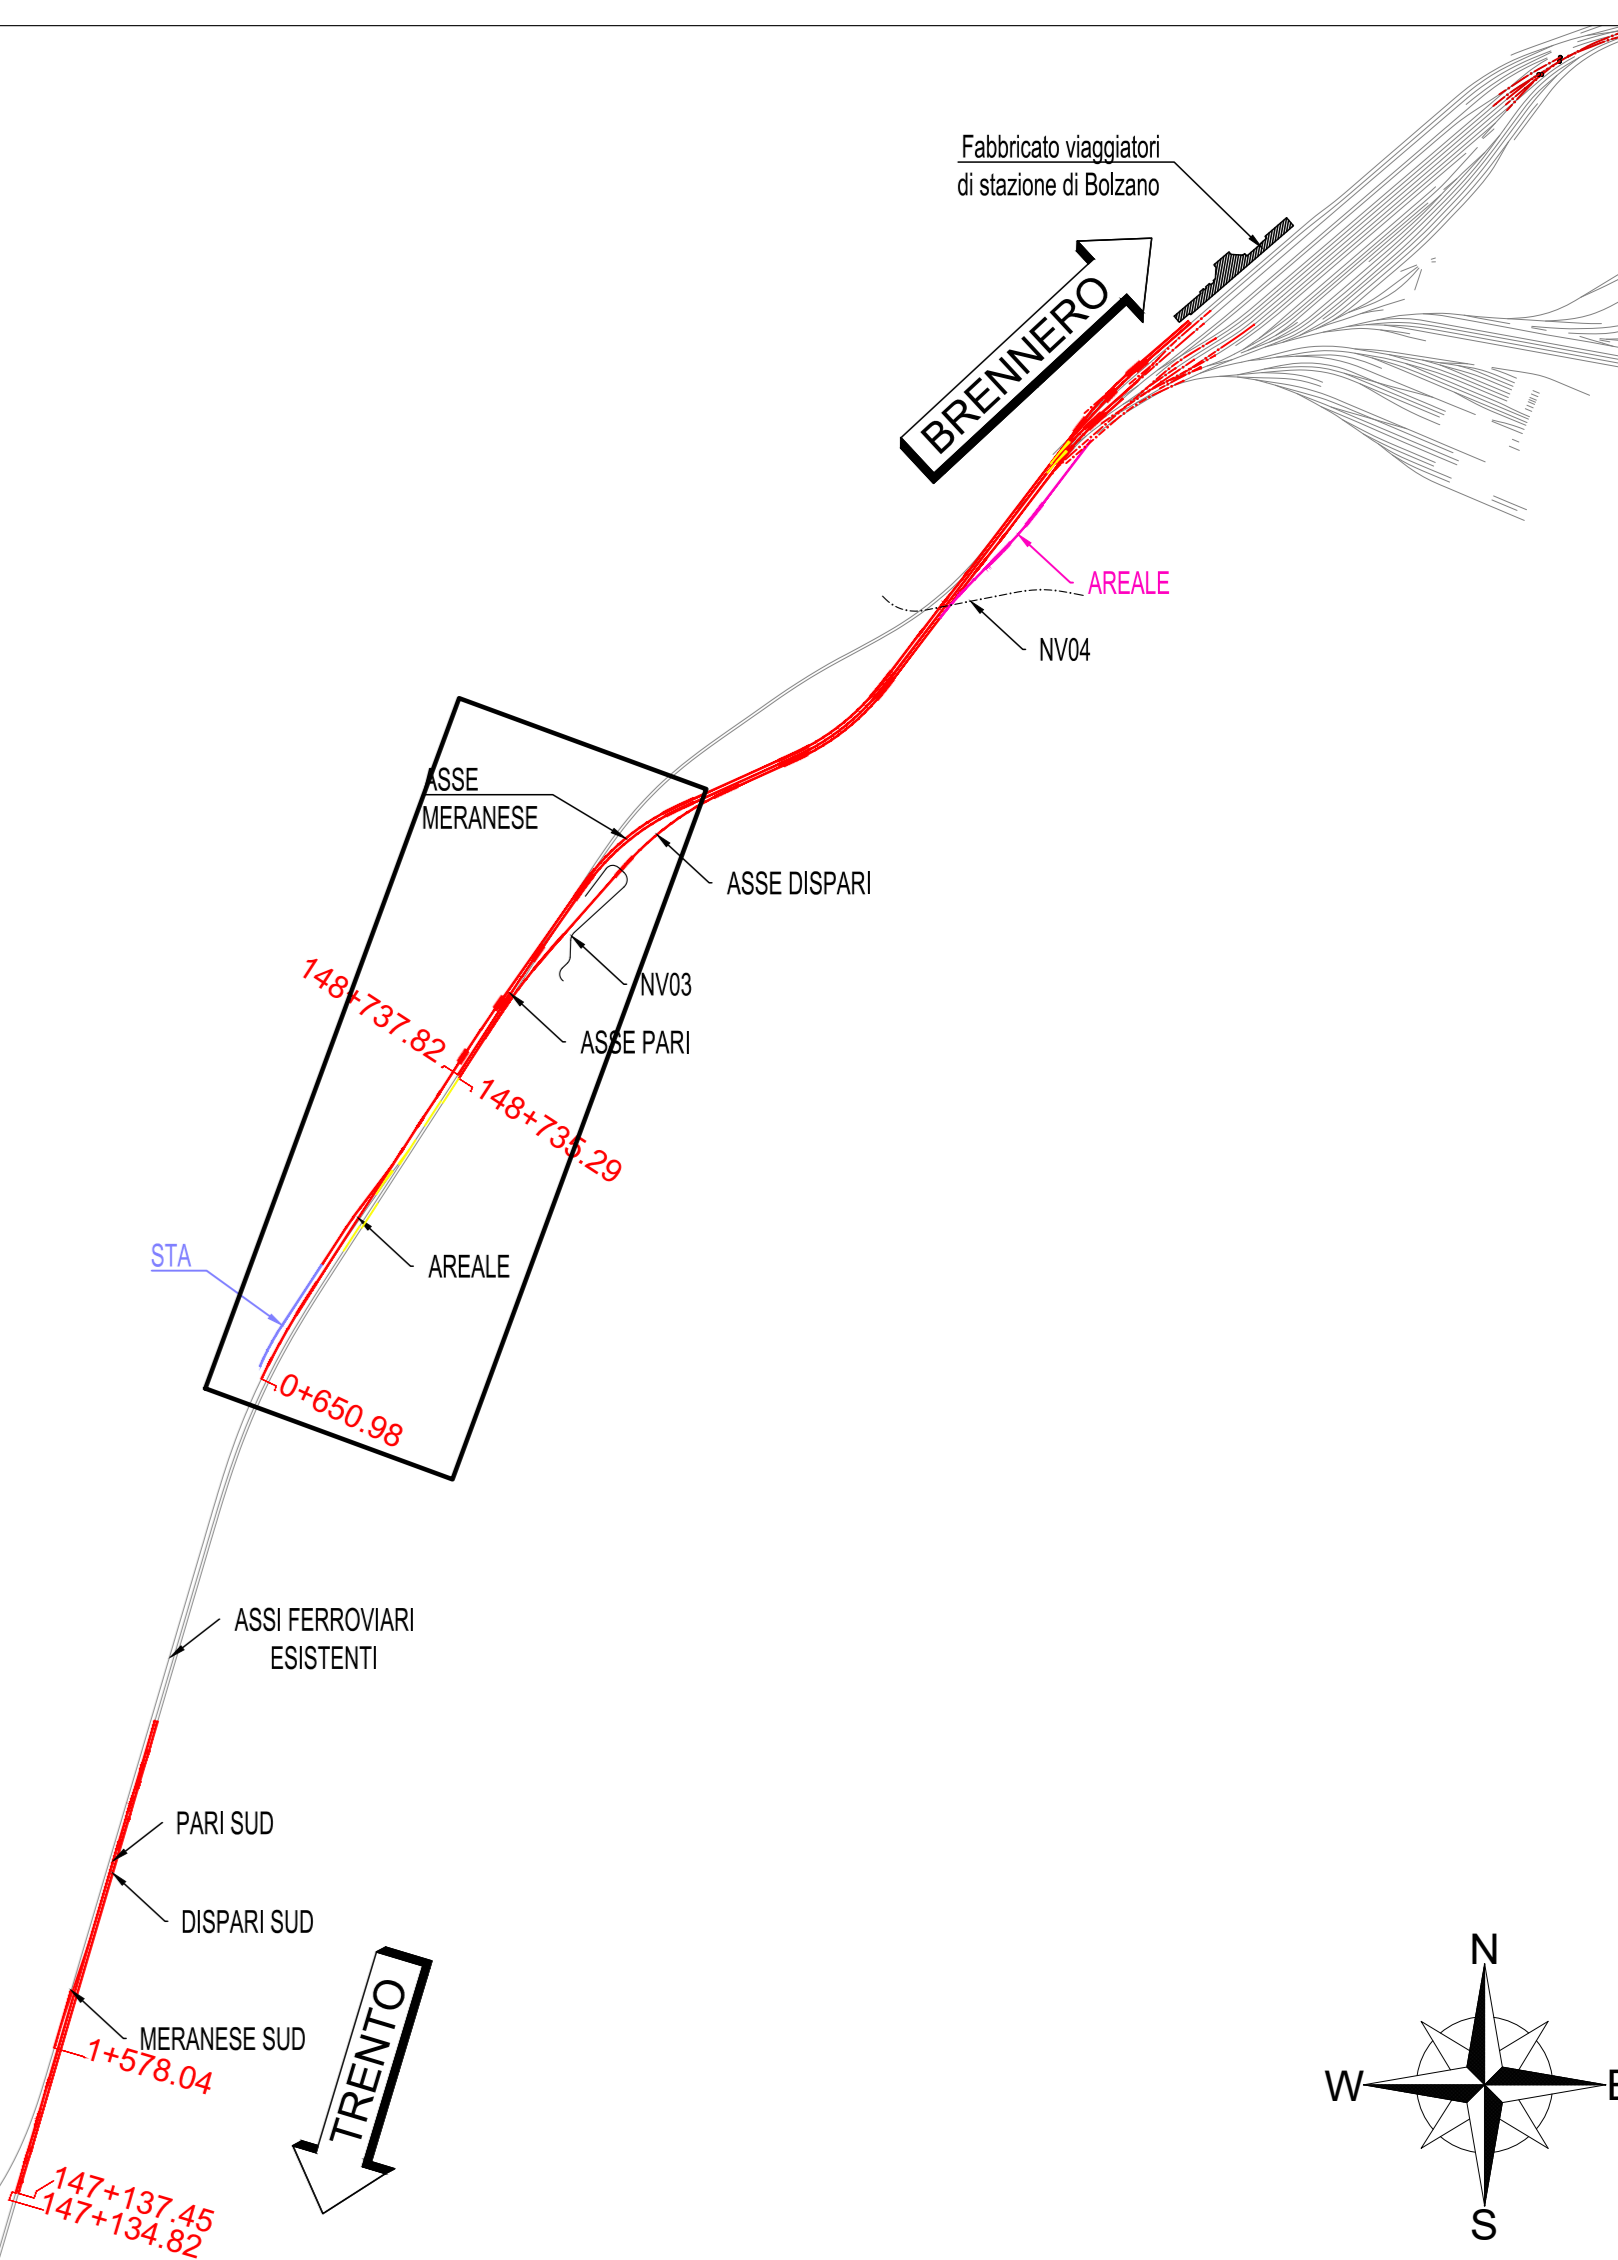 Fabbricato viaggiatori
di stazione di Bolzano
BRENNERO
AREALE
NV04
ASSE
MERANESE
ASSE DISPARI
NV03
148+737.82
ASSE PARI
148+735.29
STA
AREALE
0+650.98
ASSI FERROVIARI
ESISTENTI
PARI SUD
DISPARI SUD
MERANESE SUD
1+578.04
TRENTO
147+137.45
147+134.82
N
W
E
S